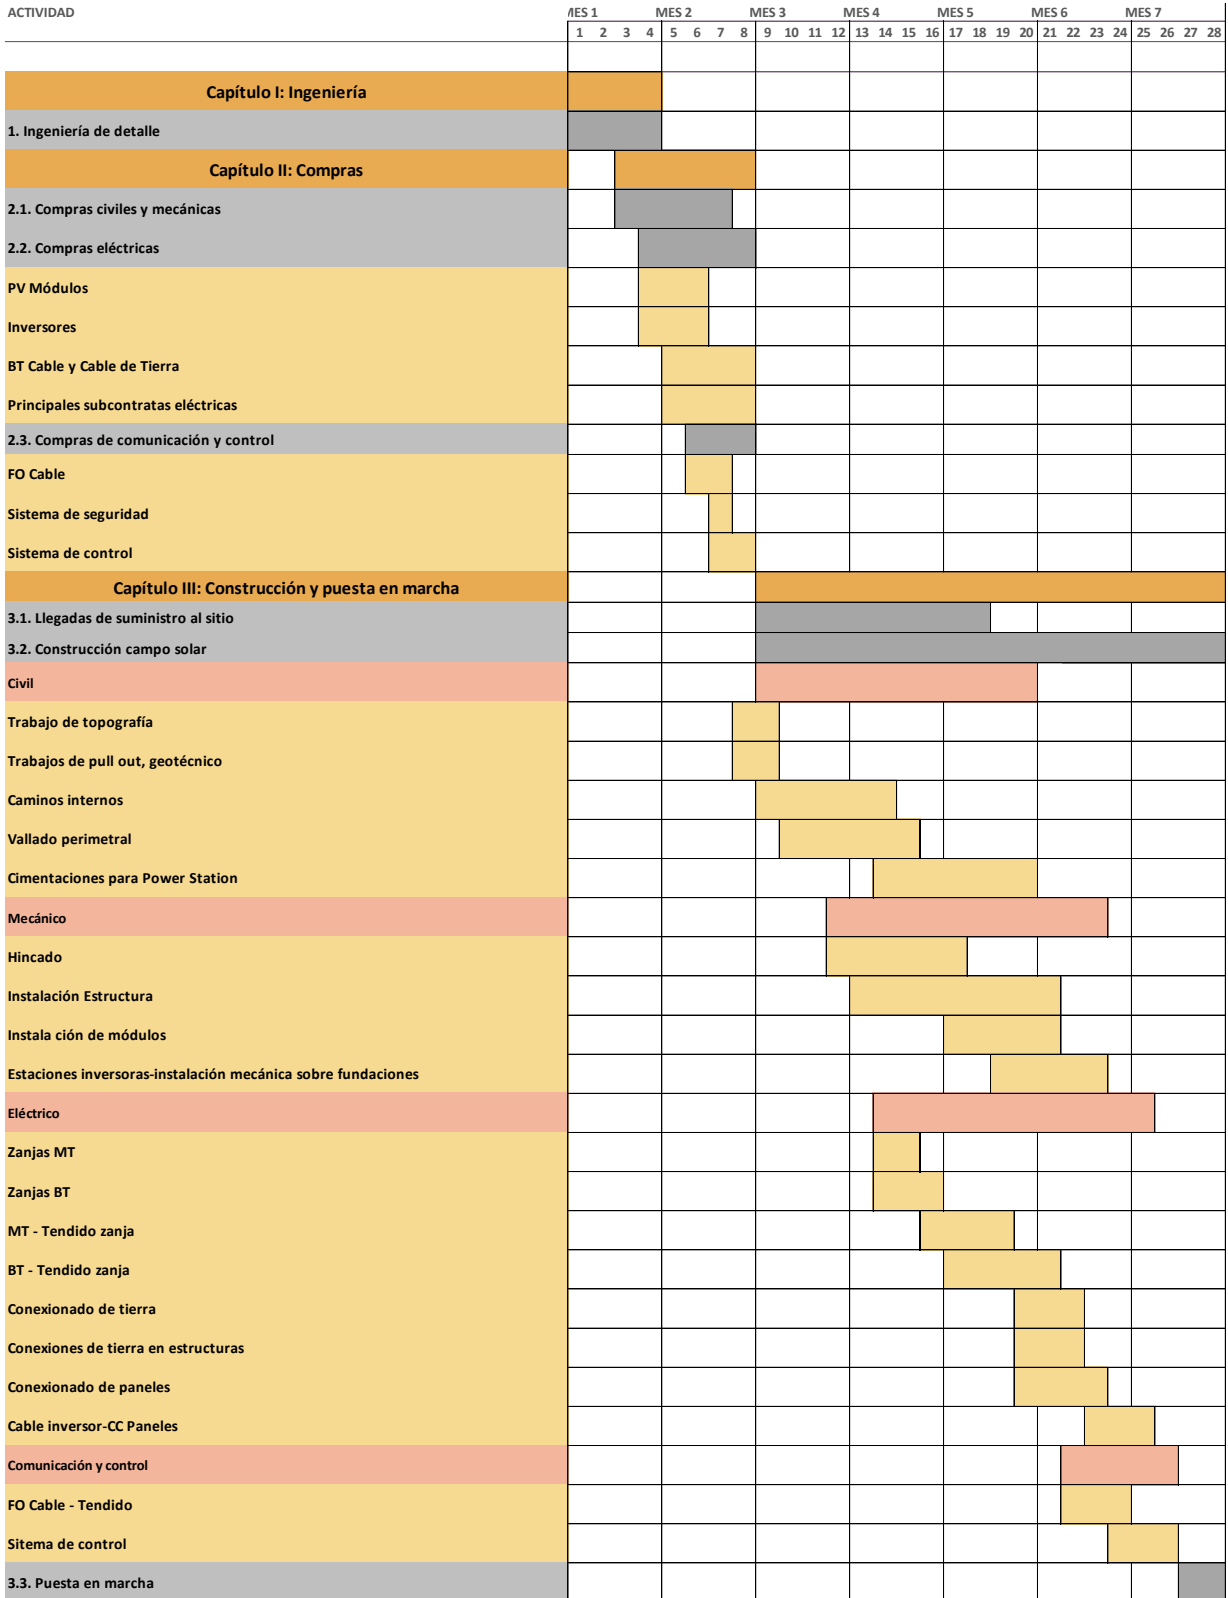 ACTIVIDAD MES 1 MES 2 MES 3 MES 4 MES 5 MES 6 MES 7
1 2 3 4 5 6 7 8 9 10 11 12 13 14 15 16 17 18 19 20 21 22 23 24 25 26 27 28
Capítulo I: Ingeniería
1. Ingeniería de detalle
Capítulo II: Compras
2.1. Compras civiles y mecánicas
2.2. Compras eléctricas
PV Módulos
Inversores
BT Cable y Cable de Tierra
Principales subcontratas eléctricas
2.3. Compras de comunicación y control
FO Cable
Sistema de seguridad
Sistema de control
Capítulo III: Construcción y puesta en marcha
3.1. Llegadas de suministro al sitio
3.2. Construcción campo solar
Civil
Trabajo de topografía
Trabajos de pull out, geotécnico
Caminos internos
Vallado perimetral
Cimentaciones para Power Station
Mecánico
Hincado
Instalación Estructura
Instala ción de módulos
Estaciones inversoras-instalación mecánica sobre fundaciones
Eléctrico
Zanjas MT
Zanjas BT
MT - Tendido zanja
BT - Tendido zanja
Conexionado de tierra
Conexiones de tierra en estructuras
Conexionado de paneles
Cable inversor-CC Paneles
Comunicación y control
FO Cable - Tendido
Sitema de control
3.3. Puesta en marcha